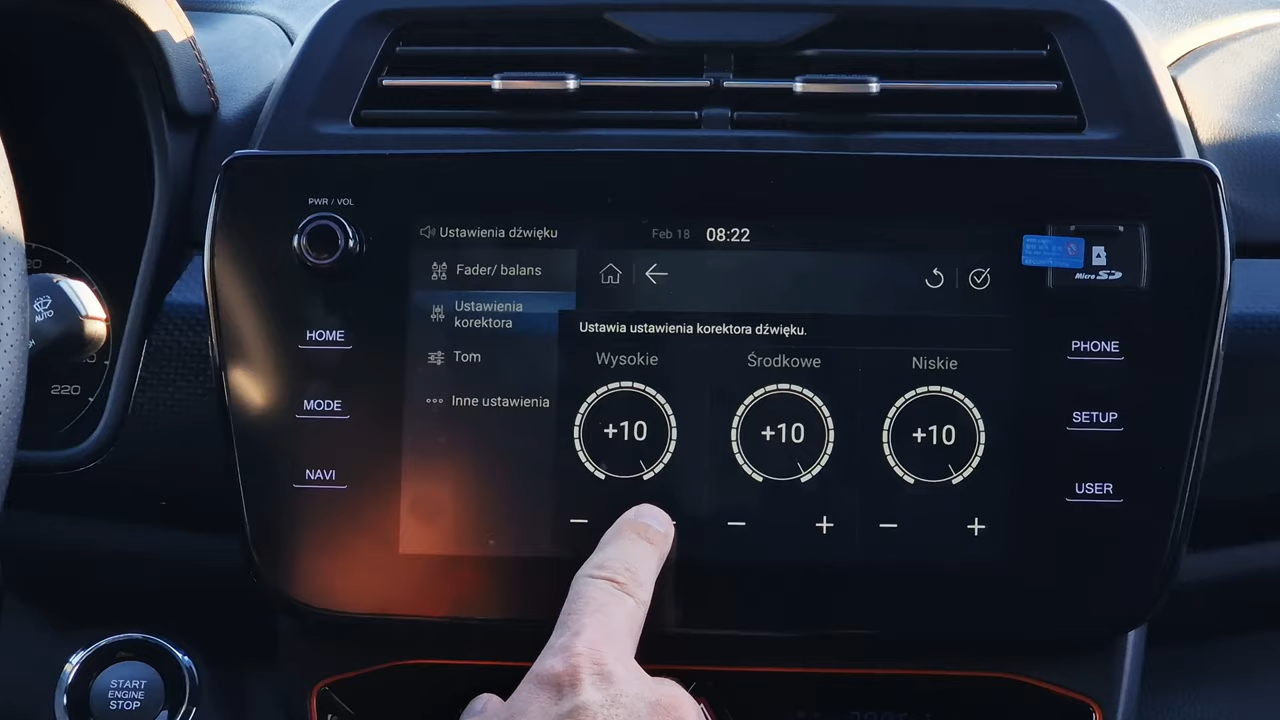 PWR / VOL
Ustawienia dźwięku
Feb 18
08:22
Fader/ balans
Ustawienia
korektora
Tom
Inne ustawienia
Ustawia ustawienia korektora dźwięku.
Wysokie
Środkowe
Niskie
+10
+10
+10
HOME
MODE
NAVI
PHONE
SETUP
USER
Micro SD
AUTO
220
START
ENGINE
STOP